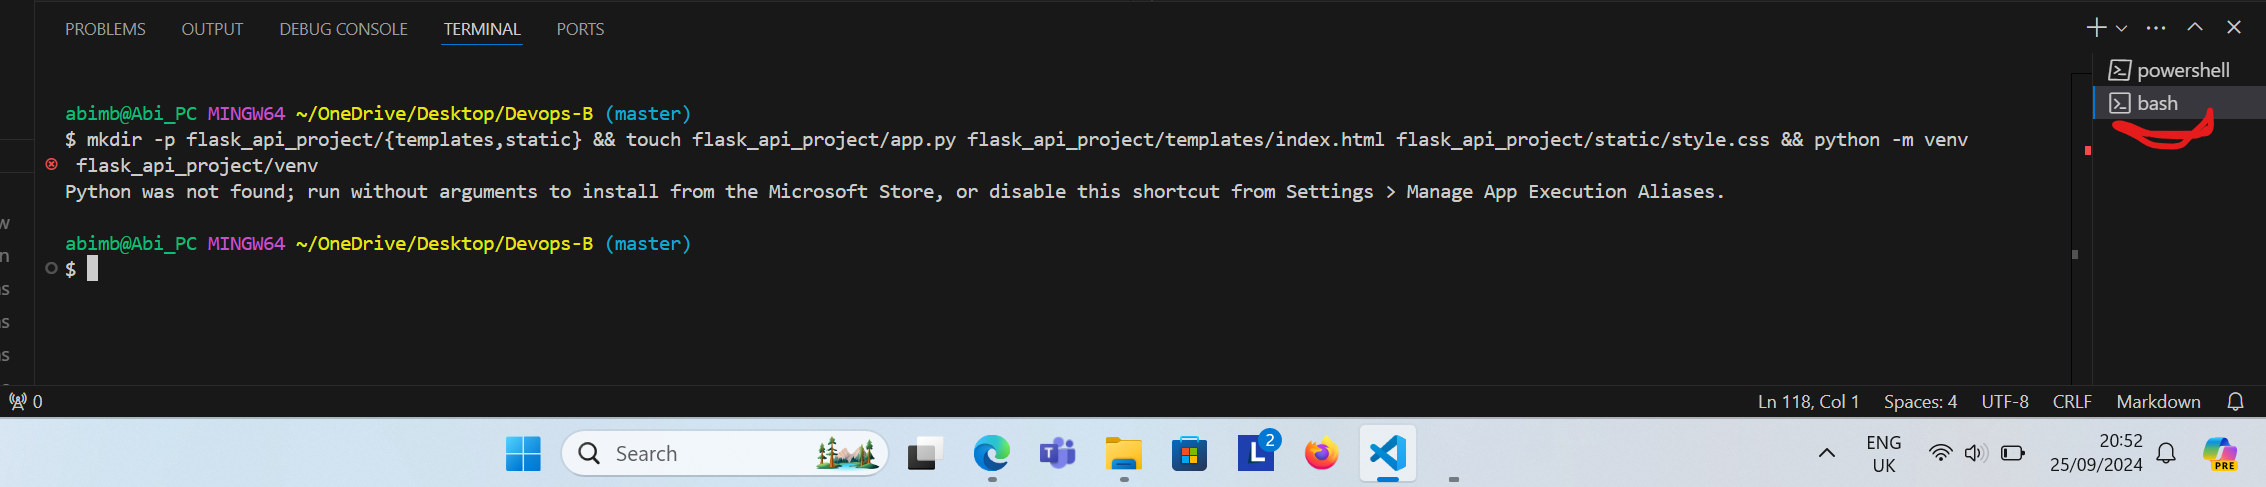 PROBLEMS OUTPUT DEBUG CONSOLE TERMINAL PORTS
powershell
bash
abimb@Abi_PC MINGW64 ~/OneDrive/Desktop/Devops-B (master)
$ mkdir -p flask_api_project/{templates,static} && touch flask_api_project/app.py flask_api_project/templates/index.html flask_api_project/static/style.css && python -m venv
flask_api_project/venv
Python was not found; run without arguments to install from the Microsoft Store, or disable this shortcut from Settings > Manage App Execution Aliases.
abimb@Abi_PC MINGW64 ~/OneDrive/Desktop/Devops-B (master)
$
w
n
s
s
s
0 Ln 118, Col 1 Spaces: 4 UTF-8 CRLF Markdown
Search
T
L
2
ENG
UK
20:52
25/09/2024
PRE